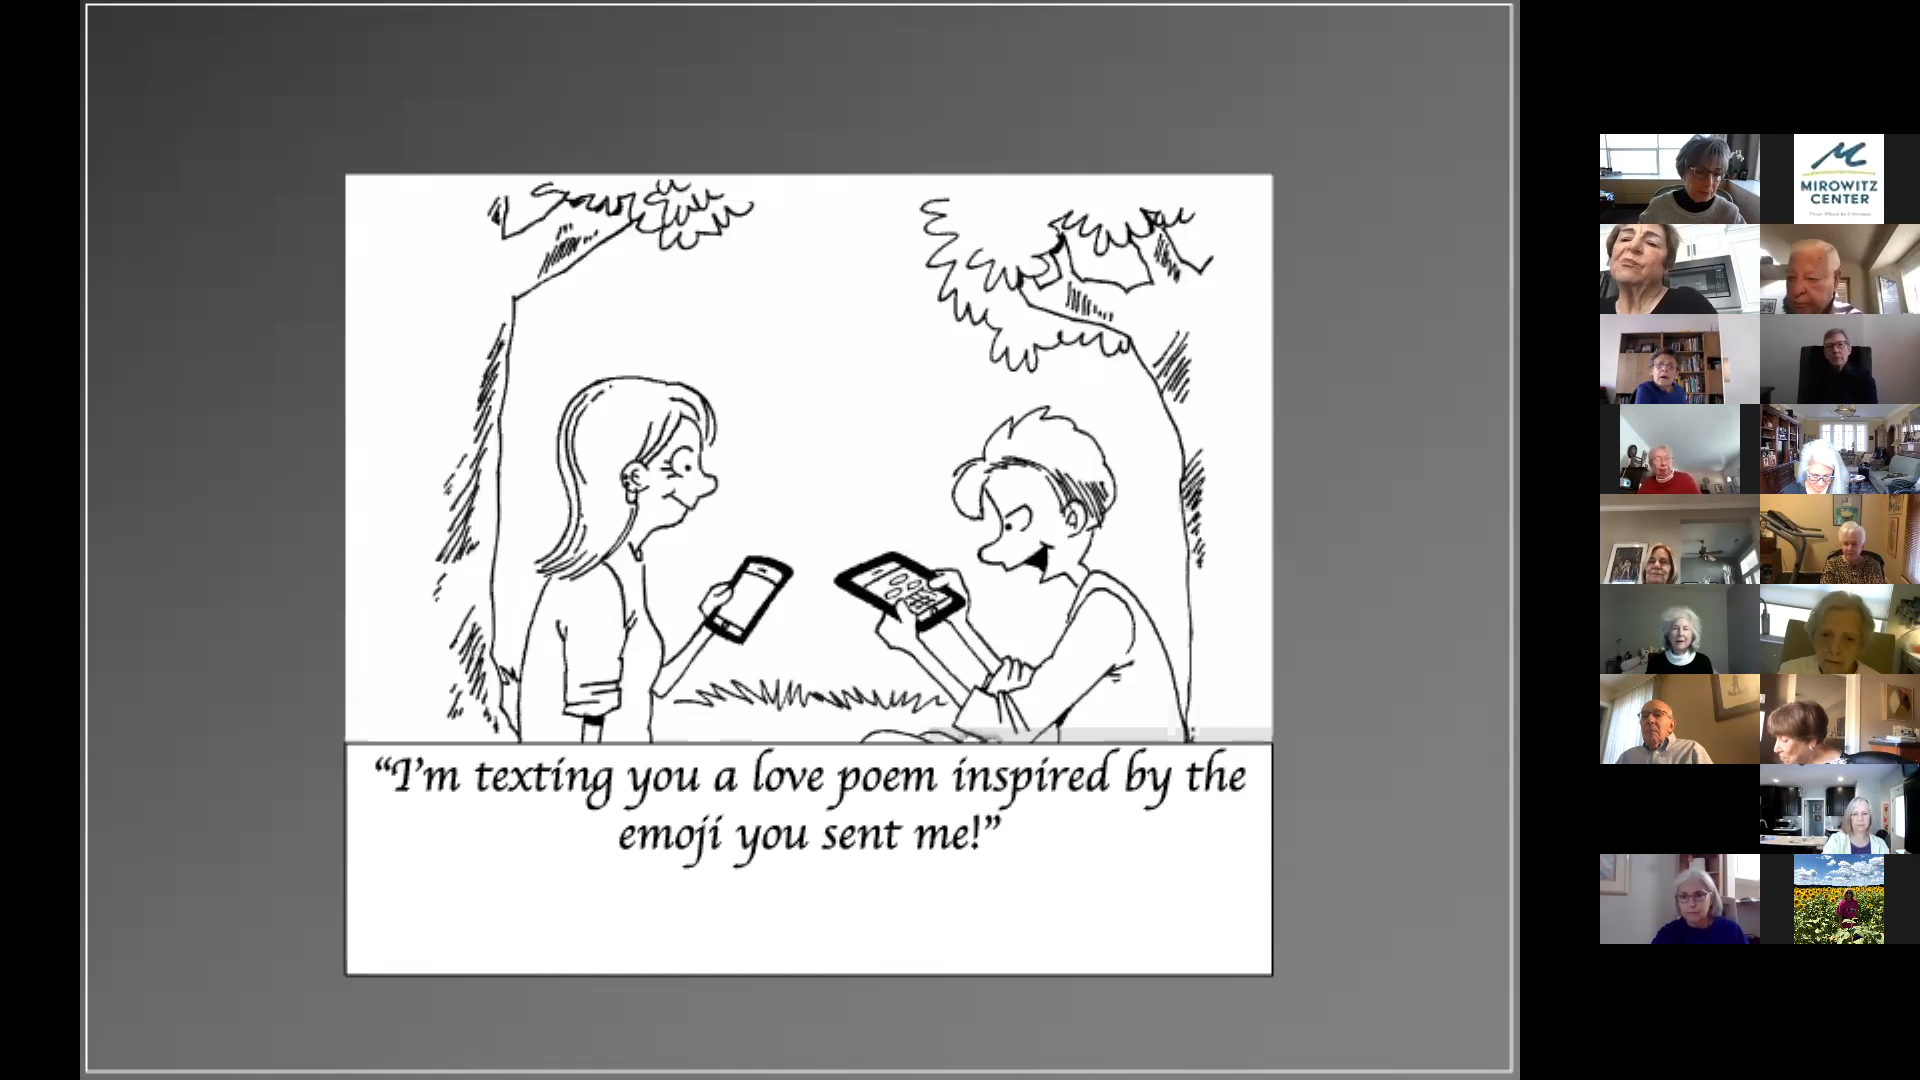 “I’m texting you a love poem inspired by the
emoji you sent me!”
MIROWITZ
CENTER